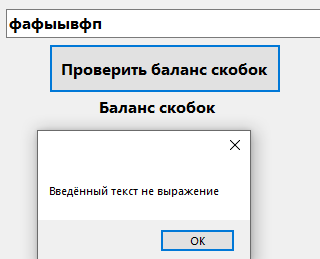 фафыывфп
Проверить баланс скобок
Баланс скобок
Введённый текст не выражение
OK